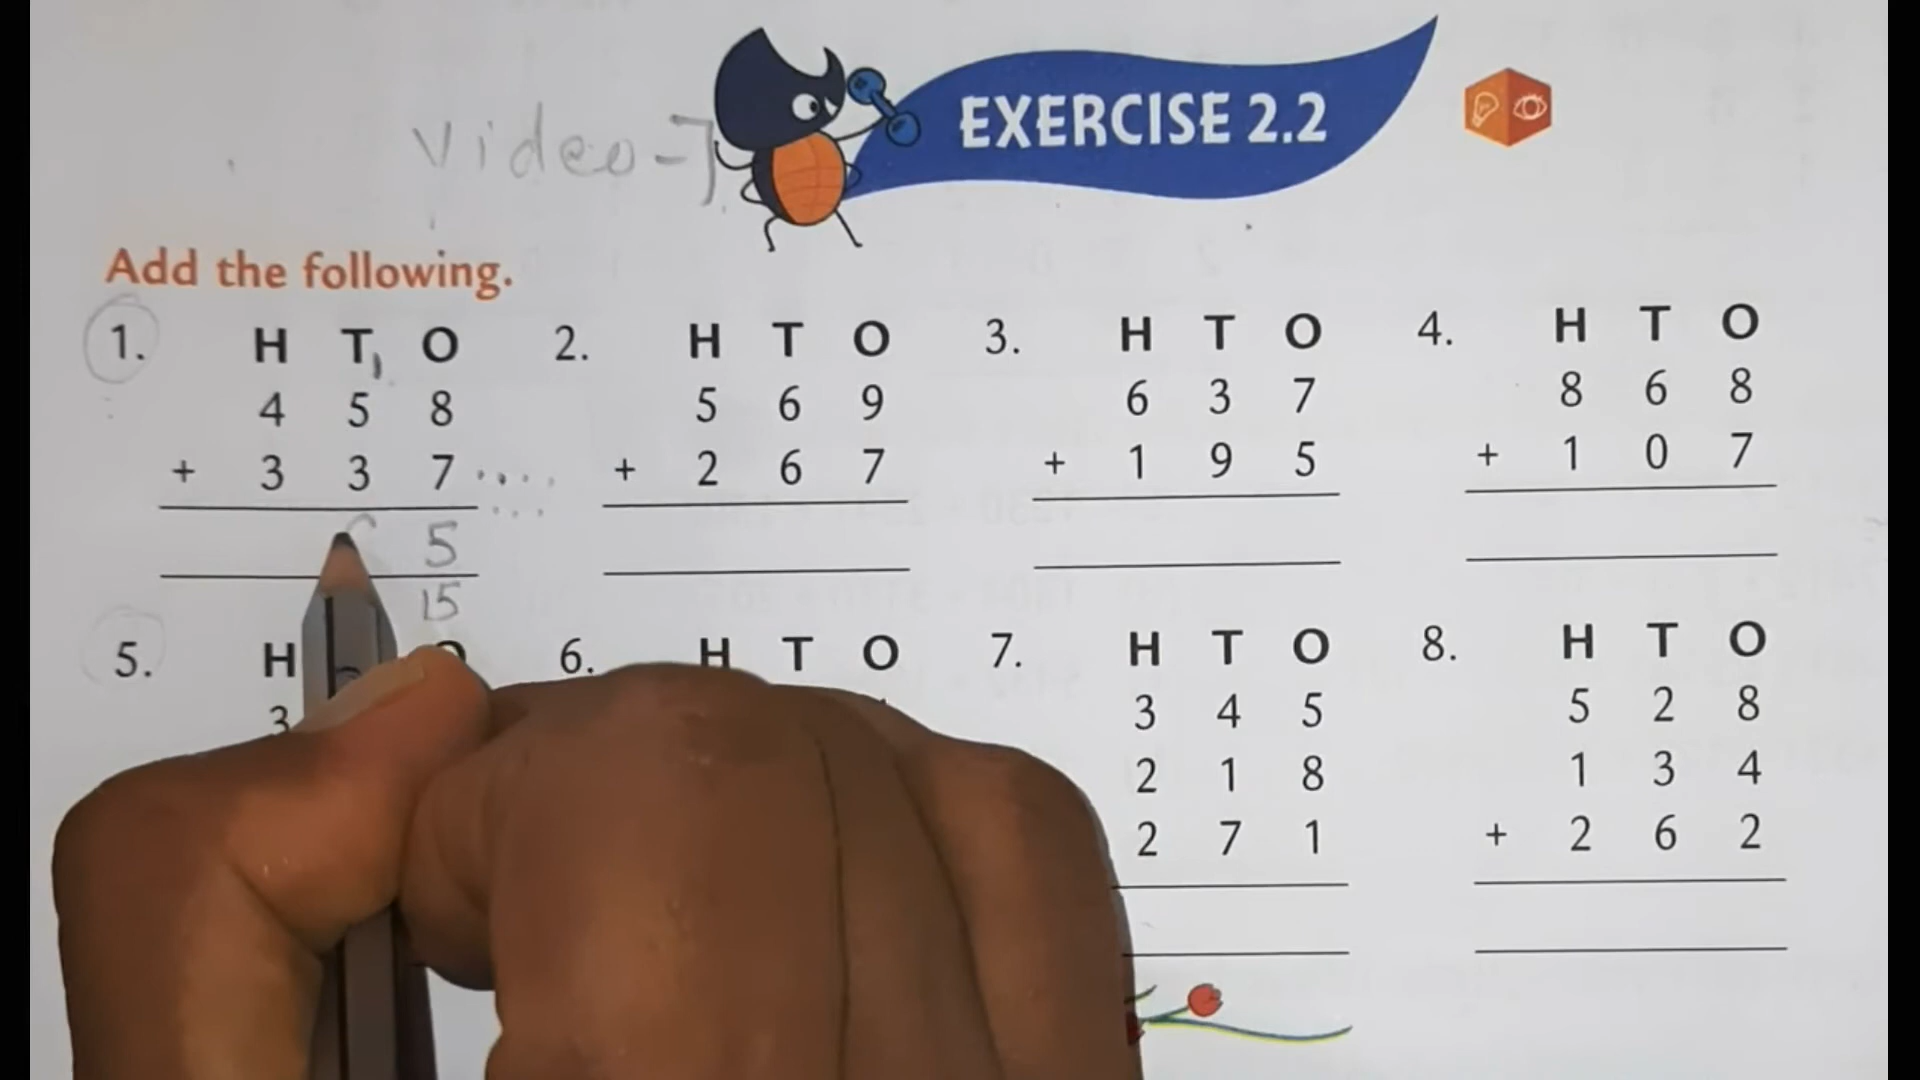 Video-7
EXERCISE 2.2
Add the following.
1. H T O 2. H T O 3. H T O 4. H T O
1
4 5 8 5 6 9 6 3 7 8 6 8
+ 3 3 7 + 2 6 7 + 1 9 5 + 1 0 7
5
15
5. H 6. H T O 7. H T O 8. H T O
3 3 4 5 5 2 8
2 1 8 1 3 4
2 7 1 + 2 6 2